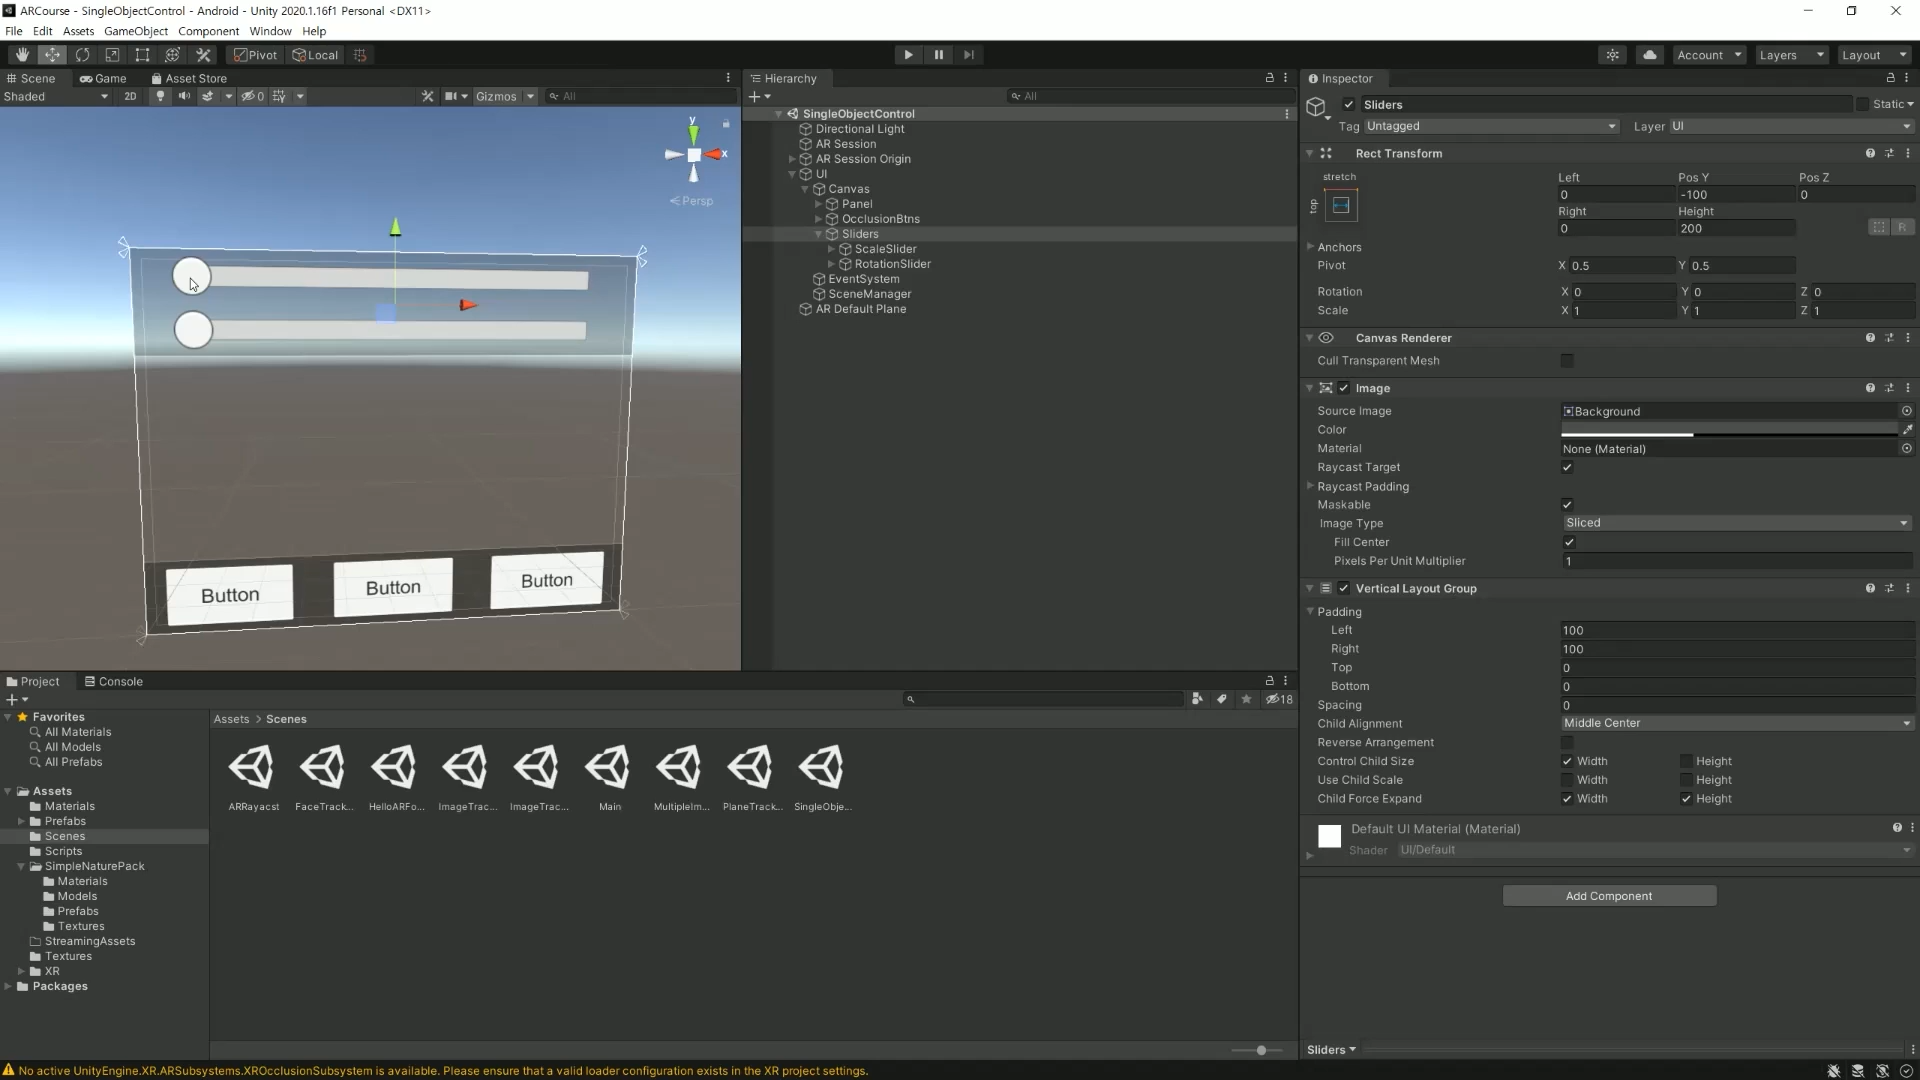 ARCourse - SingleObjectControl - Android - Unity 2020.1.16f1 Personal <DX11>
File Edit Assets GameObject Component Window Help
Pivot Local Account Layers Layout
Scene Game Asset Store
Shaded 2D 0 Gizmos All
y
x
Persp
Button Button Button
Hierarchy
All
SingleObjectControl
Directional Light
AR Session
AR Session Origin
UI
Canvas
Panel
OcclusionBtns
Sliders
ScaleSlider
RotationSlider
EventSystem
SceneManager
AR Default Plane
Inspector
Sliders Static
Tag Untagged Layer UI
Rect Transform
stretch Left Pos Y Pos Z
top 0 -100 0
Right Height
0 200 R
Anchors
Pivot X 0.5 Y 0.5
Rotation X 0 Y 0 Z 0
Scale X 1 Y 1 Z 1
Canvas Renderer
Cull Transparent Mesh
Image
Source Image Background
Color
Material None (Material)
Raycast Target
Raycast Padding
Maskable
Image Type Sliced
Fill Center
Pixels Per Unit Multiplier 1
Vertical Layout Group
Padding
Left 100
Right 100
Top 0
Bottom 0
Spacing 0
Child Alignment Middle Center
Reverse Arrangement
Control Child Size Width Height
Use Child Scale Width Height
Child Force Expand Width Height
Default UI Material (Material)
Shader UI/Default
Add Component
Sliders
Project Console
18
Favorites
All Materials
All Models
All Prefabs
Assets
Materials
Prefabs
Scenes
Scripts
SimpleNaturePack
Materials
Models
Prefabs
Textures
StreamingAssets
Textures
XR
Packages
Assets > Scenes
ARRayacst FaceTrack... HelloARFo... ImageTrac... ImageTrac... Main MultipleIm... PlaneTrack... SingleObje...
No active UnityEngine.XR.ARSubsystems.XROcclusionSubsystem is available. Please ensure that a valid loader configuration exists in the XR project settings.